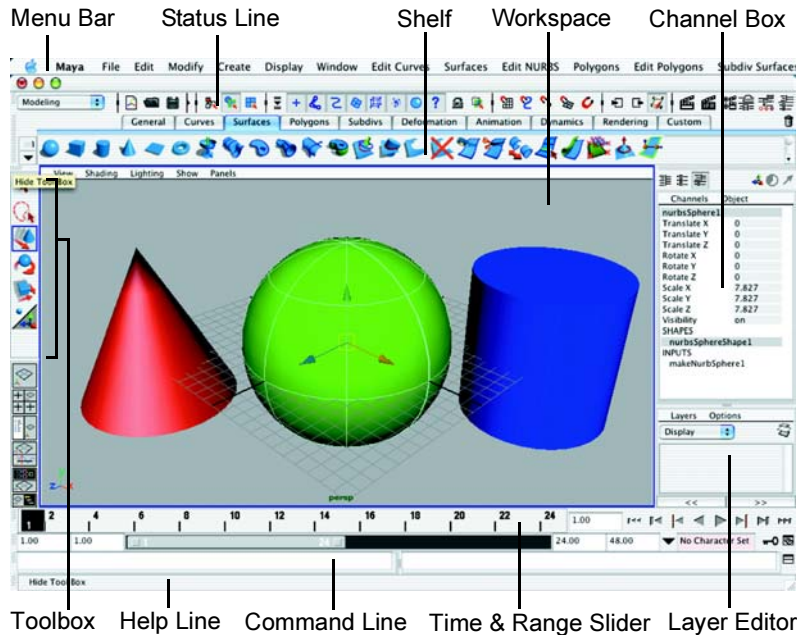 Menu Bar Status Line Shelf Workspace Channel Box
Maya File Edit Modify Create Display Window Edit Curves Surfaces Edit NURBS Polygons Edit Polygons Subdiv Surfaces
Modeling
General Curves Surfaces Polygons Subdivs Deformation Animation Dynamics Rendering Custom
View Shading Lighting Show Panels
Hide ToolBox
Channels Object
nurbsSphere1
Translate X 0
Translate Y 0
Translate Z 0
Rotate X 0
Rotate Y 0
Rotate Z 0
Scale X 7.827
Scale Y 7.827
Scale Z 7.827
Visibility on
SHAPES
nurbsSphereShape1
INPUTS
makeNurbSphere1
Layers Options
Display
<< >>
persp
1 2 4 6 8 10 12 14 16 18 20 22 24 1.00
1.00 1.00 1 24 24.00 48.00 No Character Set
Hide ToolBox
Toolbox Help Line Command Line Time & Range Slider Layer Editor